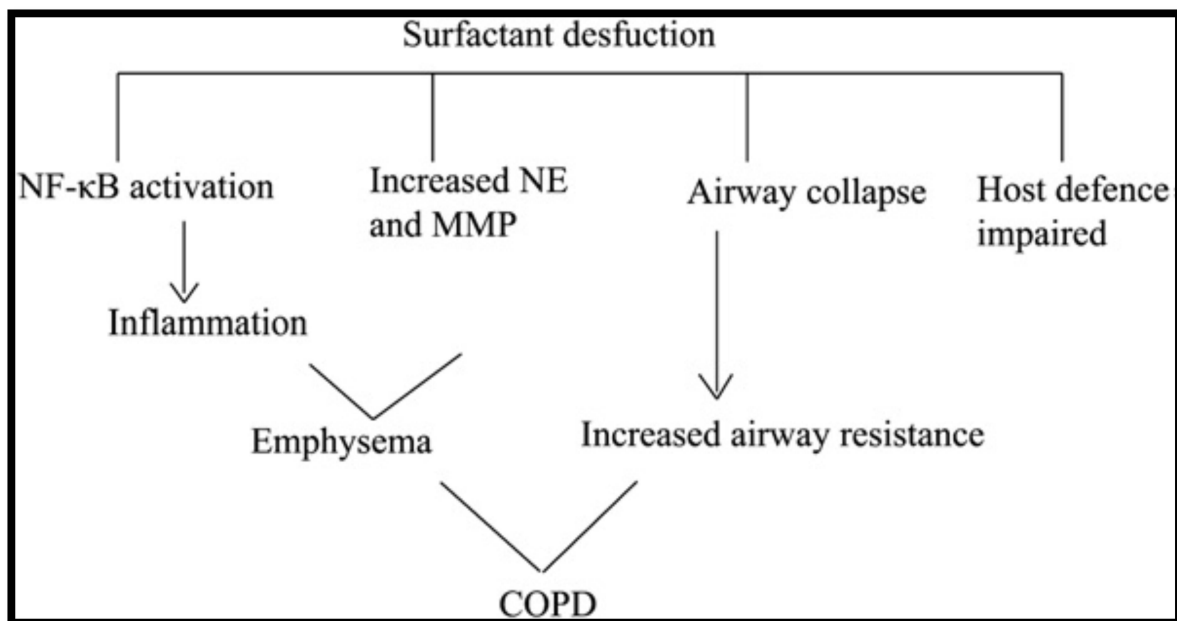 Surfactant desfuction
NF-κB activation
Increased NE
and MMP
Airway collapse
Host defence
impaired
Inflammation
Emphysema
Increased airway resistance
COPD